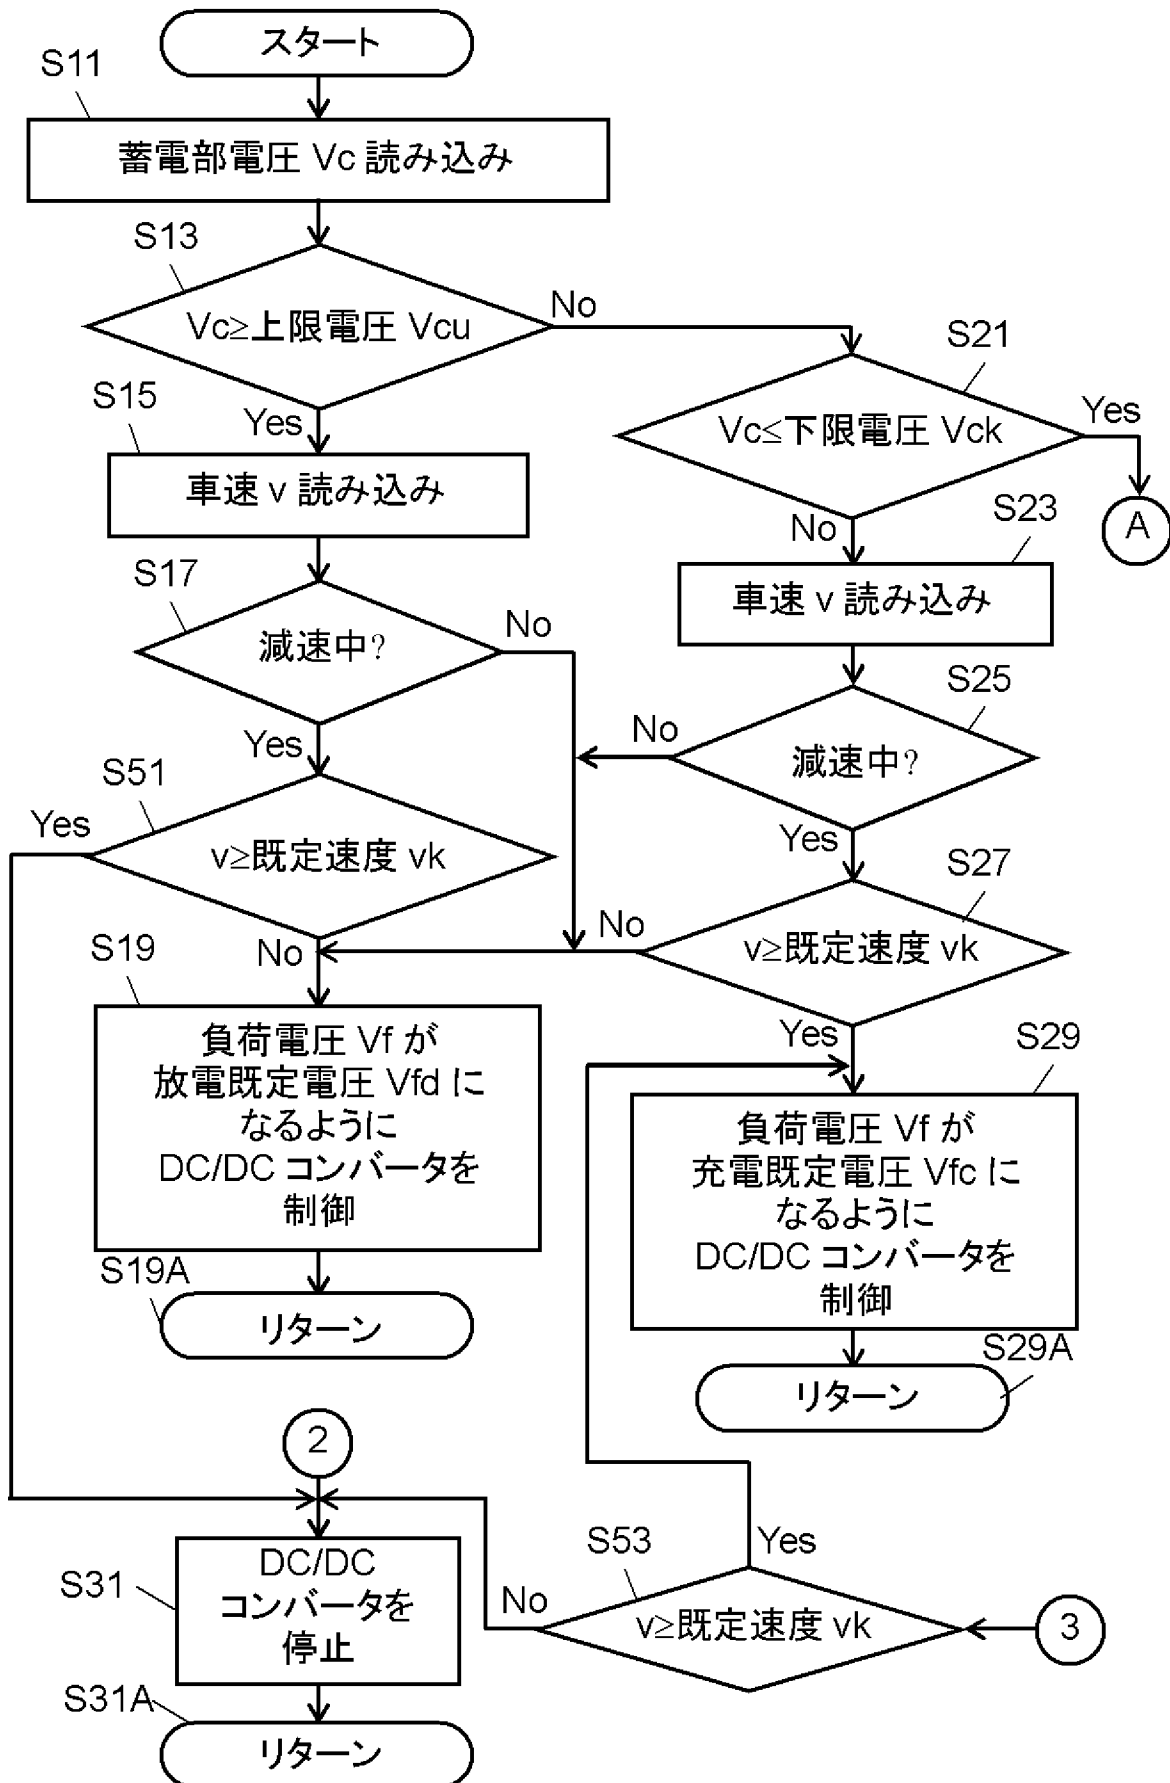 スタート
S11
蓄電部電圧 Vc 読み込み
S13
Vc≥上限電圧 Vcu
No
Yes
S21
Vc≤下限電圧 Vck
Yes
No
A
S15
車速 v 読み込み
S23
車速 v 読み込み
S17
減速中?
No
Yes
S25
減速中?
No
Yes
S51
v≥既定速度 vk
Yes
No
S27
v≥既定速度 vk
No
Yes
S19
負荷電圧 Vf が
放電既定電圧 Vfd に
なるように
DC/DC コンバータを
制御
S19A
リターン
S29
負荷電圧 Vf が
充電既定電圧 Vfc に
なるように
DC/DC コンバータを
制御
S29A
リターン
2
S31
DC/DC
コンバータを
停止
S53
v≥既定速度 vk
Yes
No
3
S31A
リターン